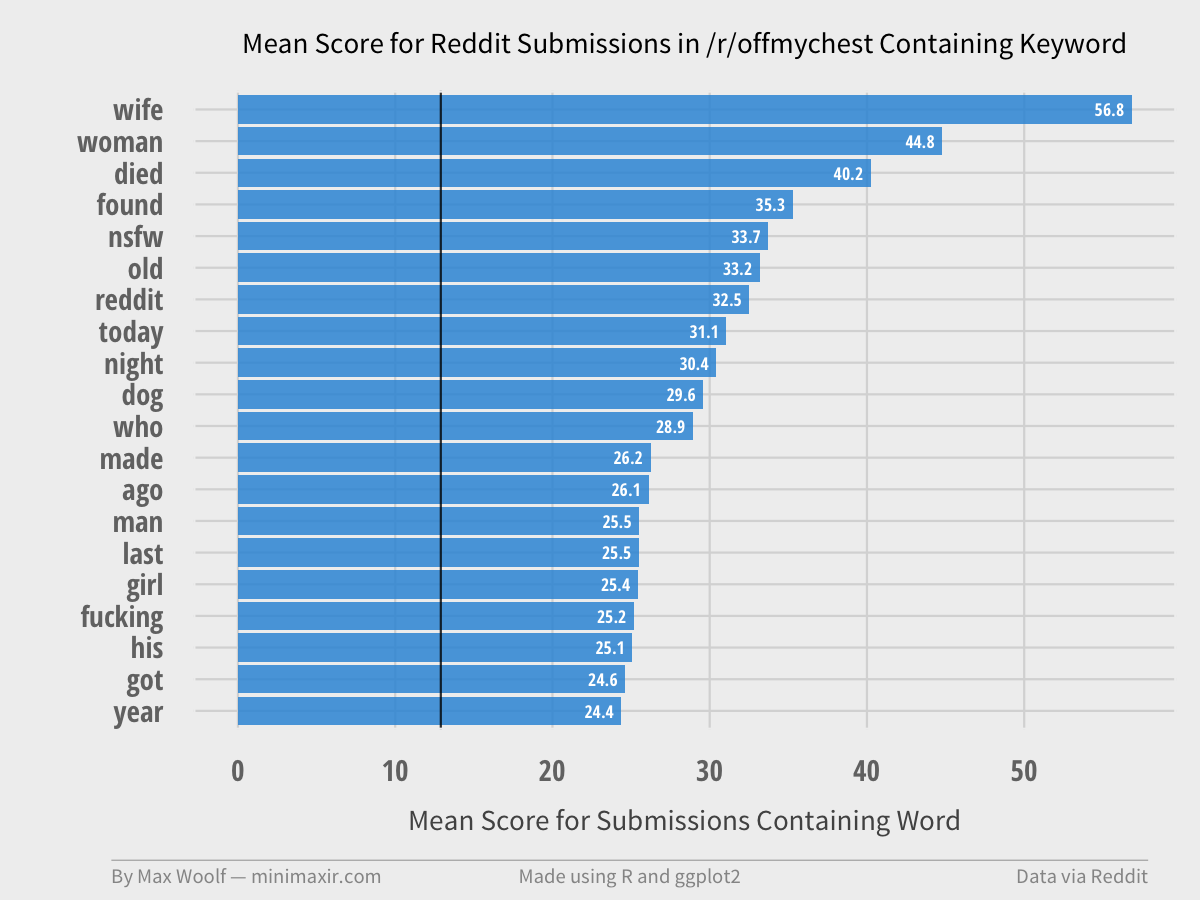 Mean Score for Reddit Submissions in /r/offmychest Containing Keyword
wife 56.8
woman 44.8
died 40.2
found 35.3
nsfw 33.7
old 33.2
reddit 32.5
today 31.1
night 30.4
dog 29.6
who 28.9
made 26.2
ago 26.1
man 25.5
last 25.5
girl 25.4
fucking 25.2
his 25.1
got 24.6
year 24.4
0 10 20 30 40 50
Mean Score for Submissions Containing Word
By Max Woolf — minimaxir.com Made using R and ggplot2 Data via Reddit